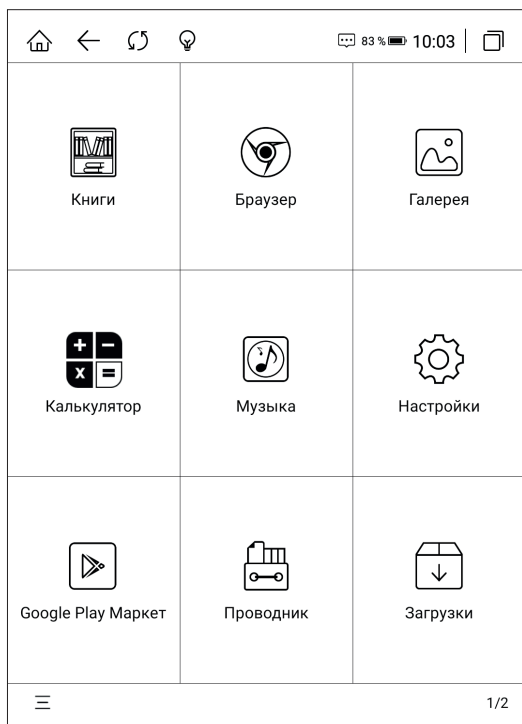 83 % 10:03
Книги Браузер Галерея
Калькулятор Музыка Настройки
Google Play Маркет Проводник Загрузки
1/2